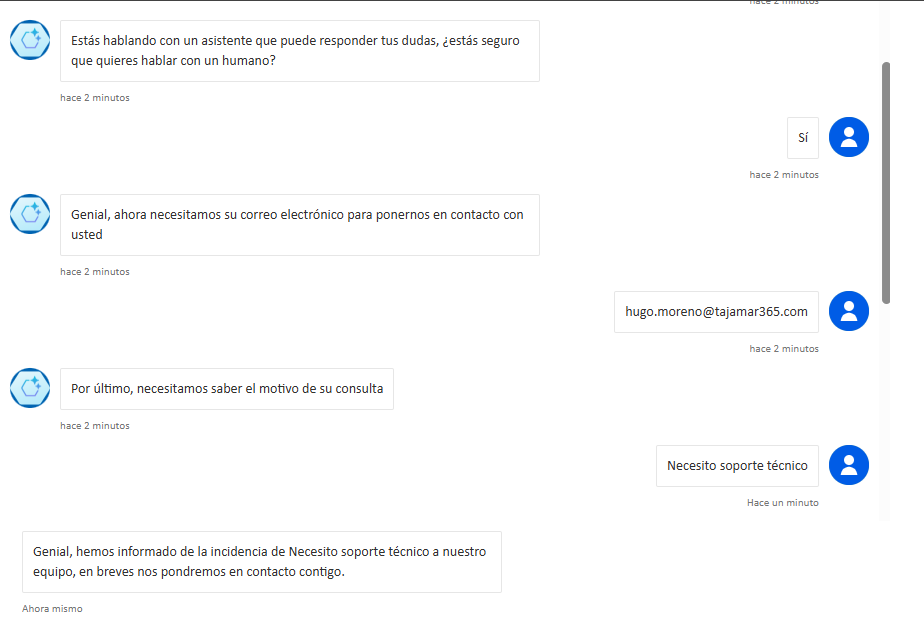 hace 2 minutos
Estás hablando con un asistente que puede responder tus dudas, ¿estás seguro
que quieres hablar con un humano?
hace 2 minutos
Sí
hace 2 minutos
Genial, ahora necesitamos su correo electrónico para ponernos en contacto con
usted
hace 2 minutos
hugo.moreno@tajamar365.com
hace 2 minutos
Por último, necesitamos saber el motivo de su consulta
hace 2 minutos
Necesito soporte técnico
Hace un minuto
Genial, hemos informado de la incidencia de Necesito soporte técnico a nuestro
equipo, en breves nos pondremos en contacto contigo.
Ahora mismo